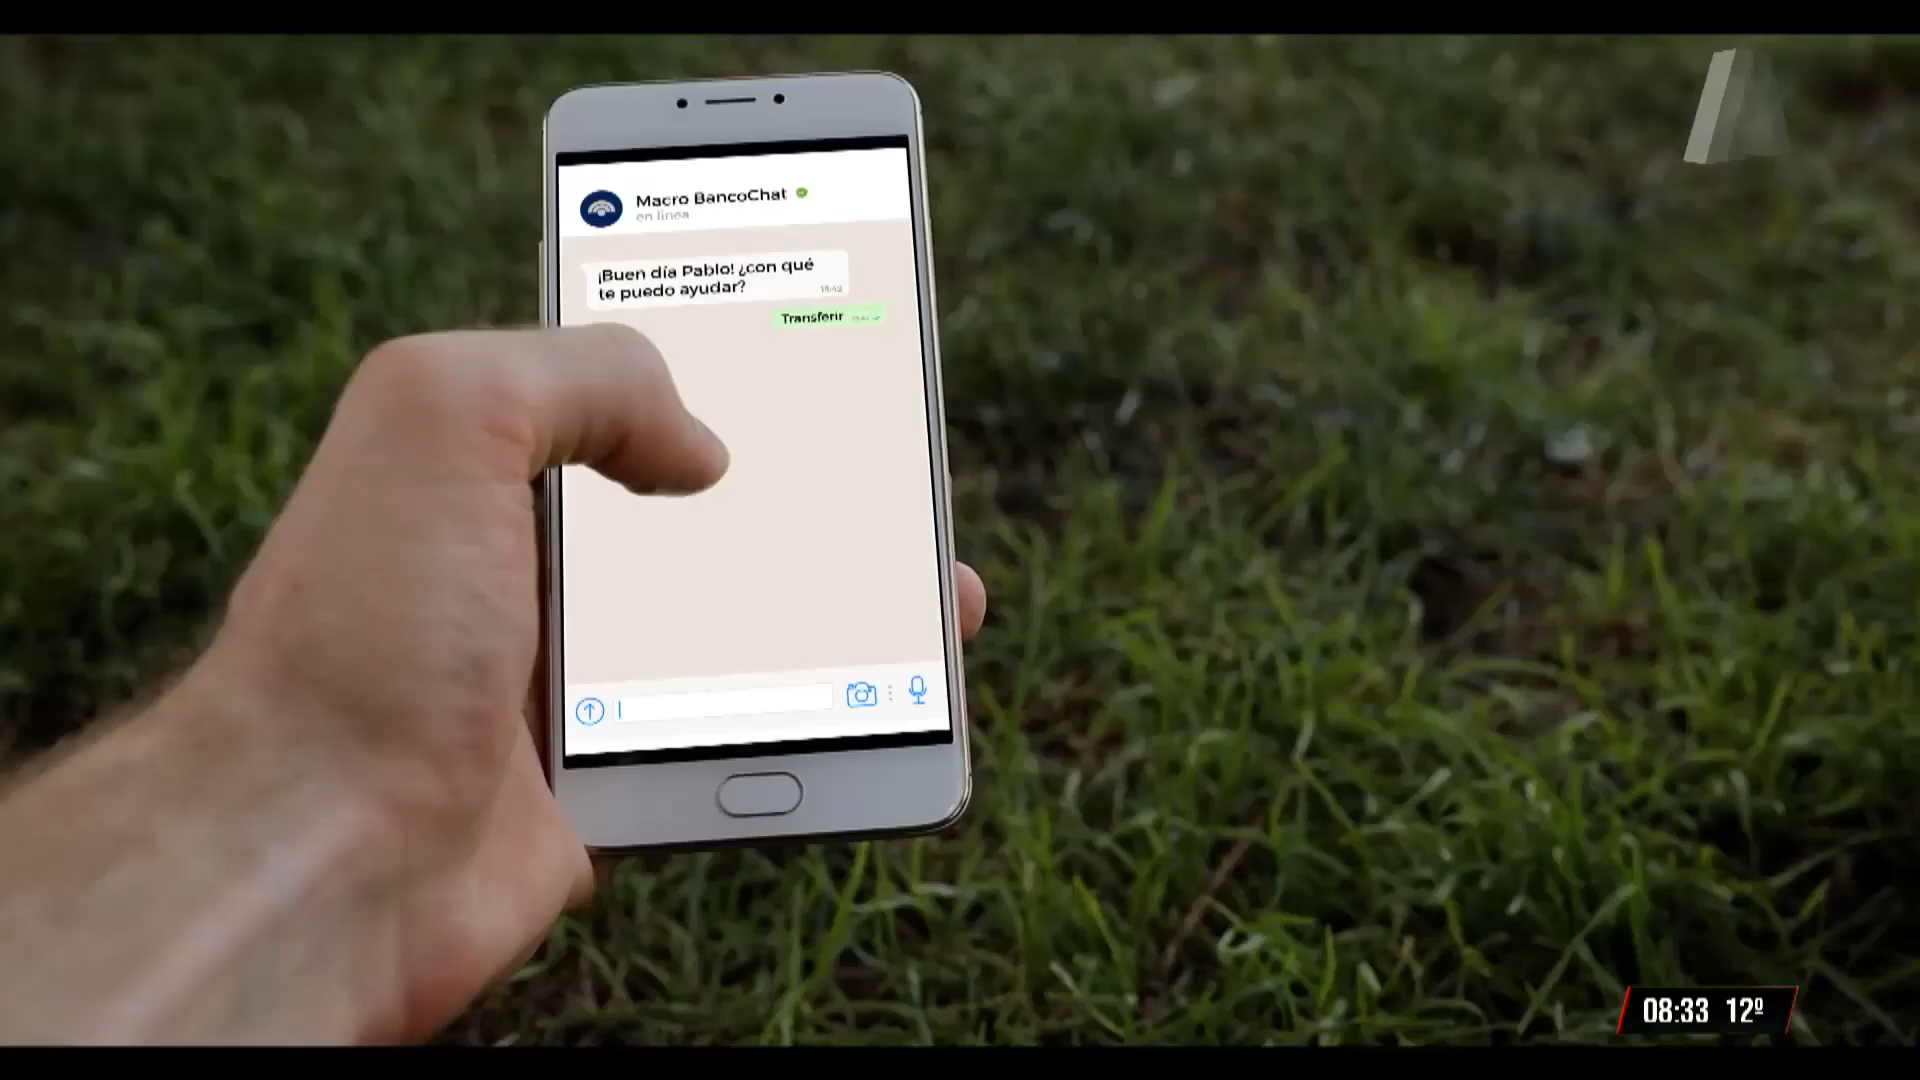 Macro BancoChat
en línea
¡Buen día Pablo! ¿con qué
te puedo ayudar?
Transferir
08:33 12º